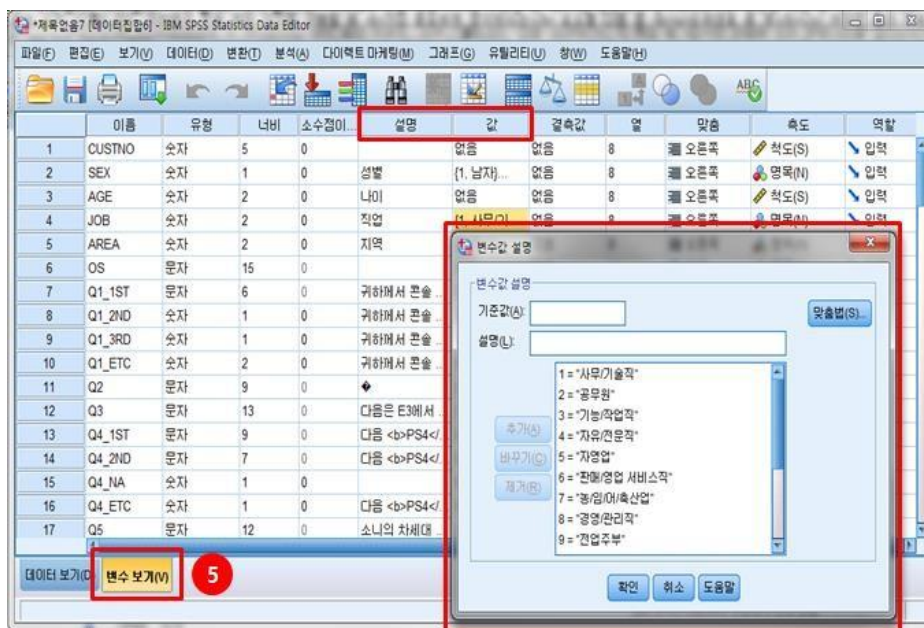 *제목없음7 [데이터집합6] - IBM SPSS Statistics Data Editor
파일(F) 편집(E) 보기(V) 데이터(D) 변환(T) 분석(A) 다이렉트 마케팅(M) 그래프(G) 유틸리티(U) 창(W) 도움말(H)
이름 유형 너비 소수점이... 설명 값 결측값 열 맞춤 측도 역할
1 CUSTNO 숫자 5 0 없음 없음 8 오른쪽 척도(S) 입력
2 SEX 숫자 1 0 성별 {1, 남자}... 없음 8 오른쪽 명목(N) 입력
3 AGE 숫자 2 0 나이 없음 없음 8 오른쪽 척도(S) 입력
4 JOB 숫자 2 0 직업 {1, 사무/기... 없음 8 오른쪽 명목(N) 입력
5 AREA 숫자 2 0 지역
6 OS 문자 15 0
7 Q1_1ST 문자 6 0 귀하께서 콘솔 ...
8 Q1_2ND 숫자 1 0 귀하께서 콘솔 ...
9 Q1_3RD 숫자 1 0 귀하께서 콘솔 ...
10 Q1_ETC 숫자 2 0 귀하께서 콘솔 ...
11 Q2 문자 9 0 �
12 Q3 문자 13 0 다음은 E3에서 ...
13 Q4_1ST 문자 9 0 다음 <b>PS4</...
14 Q4_2ND 문자 7 0 다음 <b>PS4</...
15 Q4_NA 숫자 1 0
16 Q4_ETC 숫자 1 0 다음 <b>PS4</...
17 Q5 문자 12 0 소니의 차세대 ...
변수값 설명
변수값 설명
기준값(A):
맞춤법(S)...
설명(L):
1 = "사무/기술직"
2 = "공무원"
3 = "기능/작업직"
4 = "자유/전문직"
5 = "자영업"
6 = "판매/영업 서비스직"
7 = "농/임/어/축산업"
8 = "경영/관리직"
9 = "전업주부"
추가(A)
바꾸기(C)
제거(R)
확인 취소 도움말
데이터 보기(D) 변수 보기(V) 5